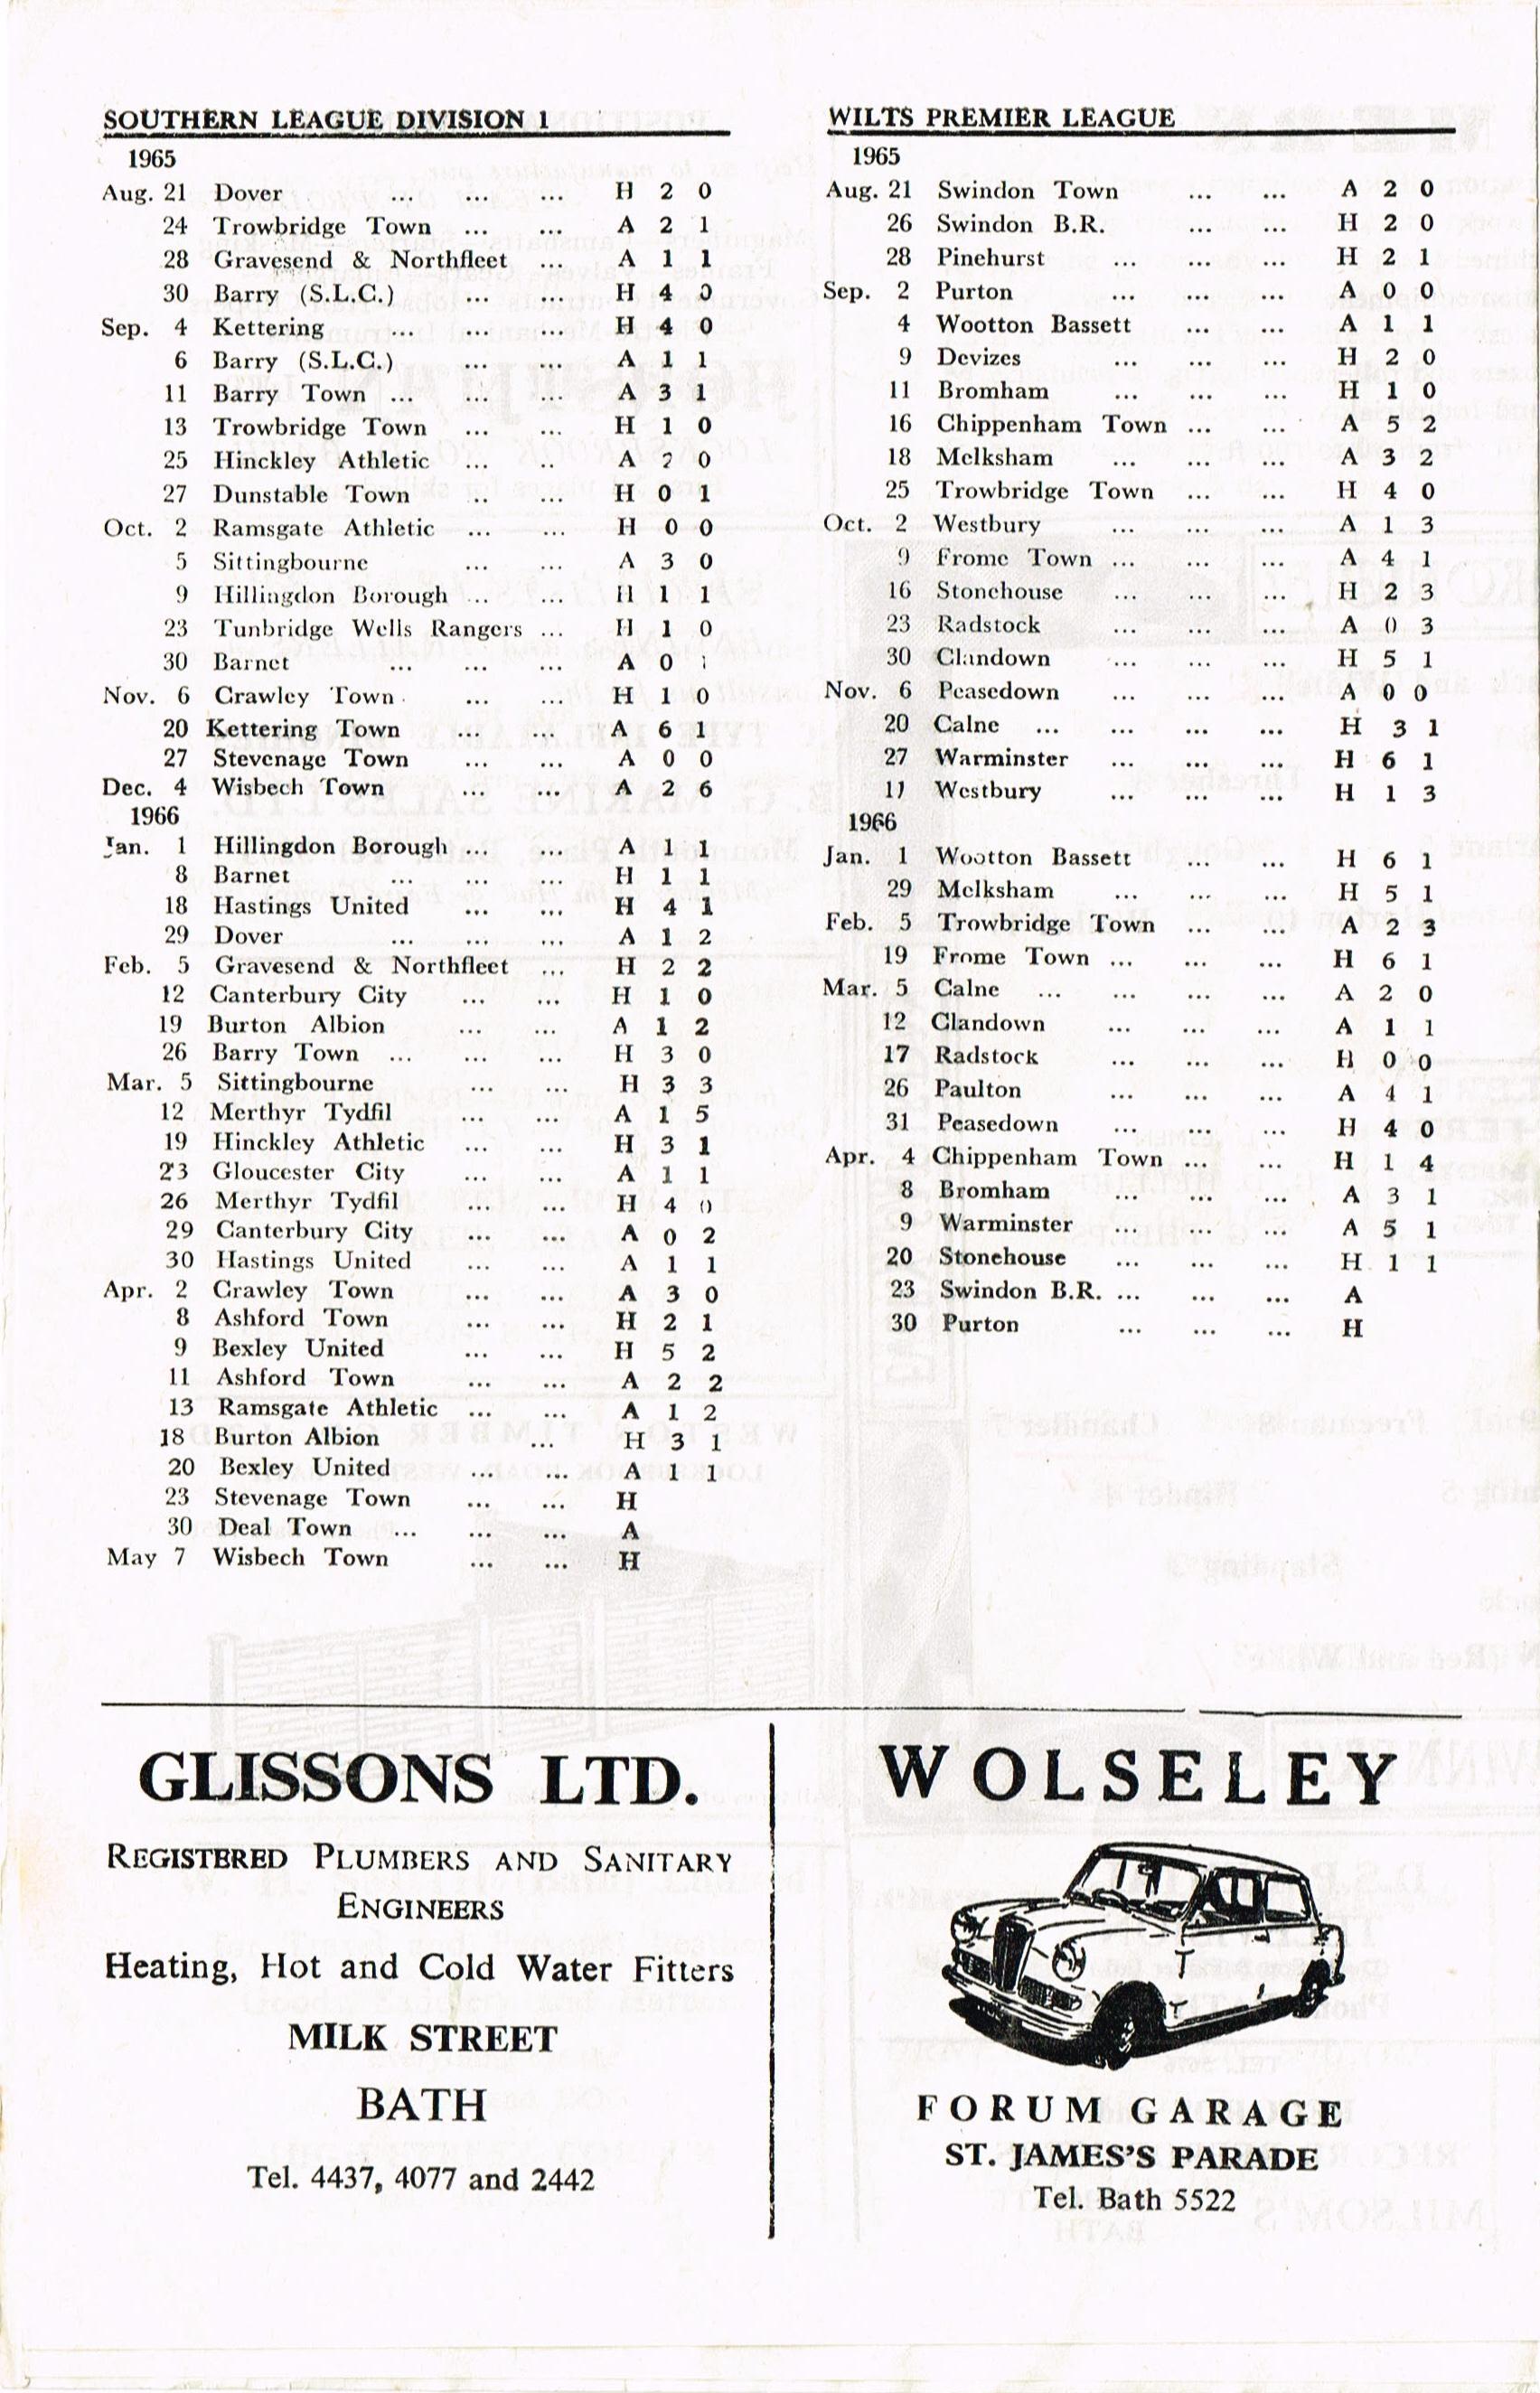 SOUTHERN LEAGUE DIVISION 1
1965
Aug. 21 Dover ... ... ... H 2 0
24 Trowbridge Town ... ... A 2 1
28 Gravesend & Northfleet ... A 1 1
30 Barry (S.L.C.) ... ... H 4 0
Sep. 4 Kettering ... ... ... H 4 0
6 Barry (S.L.C.) ... ... A 1 1
11 Barry Town ... ... ... A 3 1
13 Trowbridge Town ... ... H 1 0
25 Hinckley Athletic ... .. A 2 0
27 Dunstable Town ... ... H 0 1
Oct. 2 Ramsgate Athletic ... ... H 0 0
5 Sittingbourne ... ... A 3 0
9 Hillingdon Borough ... ... H 1 1
23 Tunbridge Wells Rangers ... H 1 0
30 Barnet ... ... ... A 0 1
Nov. 6 Crawley Town ... ... H 1 0
20 Kettering Town ... ... A 6 1
27 Stevenage Town ... ... A 0 0
Dec. 4 Wisbech Town ... ... A 2 6
1966
Jan. 1 Hillingdon Borough ... ... A 1 1
8 Barnet ... ... ... H 1 1
18 Hastings United ... ... H 4 1
29 Dover ... ... ... A 1 2
Feb. 5 Gravesend & Northfleet ... H 2 2
12 Canterbury City ... ... H 1 0
19 Burton Albion ... ... A 1 2
26 Barry Town ... ... ... H 3 0
Mar. 5 Sittingbourne ... ... H 3 3
12 Merthyr Tydfil ... ... A 1 5
19 Hinckley Athletic ... ... H 3 1
23 Gloucester City ... ... A 1 1
26 Merthyr Tydfil ... ... H 4 0
29 Canterbury City ... ... A 0 2
30 Hastings United ... ... A 1 1
Apr. 2 Crawley Town ... ... A 3 0
8 Ashford Town ... ... H 2 1
9 Bexley United ... ... H 5 2
11 Ashford Town ... ... A 2 2
13 Ramsgate Athletic ... ... A 1 2
18 Burton Albion ... H 3 1
20 Bexley United ... ... A 1 1
23 Stevenage Town ... ... H
30 Deal Town ... ... ... A
May 7 Wisbech Town ... ... H
WILTS PREMIER LEAGUE
1965
Aug. 21 Swindon Town ... ... A 2 0
26 Swindon B.R. ... ... H 2 0
28 Pinehurst ... ... ... H 2 1
Sep. 2 Purton ... ... ... A 0 0
4 Wootton Bassett ... ... A 1 1
9 Devizes ... ... ... H 2 0
11 Bromham ... ... ... H 1 0
16 Chippenham Town ... ... A 5 2
18 Melksham ... ... ... A 3 2
25 Trowbridge Town ... ... H 4 0
Oct. 2 Westbury ... ... ... A 1 3
9 Frome Town ... ... ... A 4 1
16 Stonehouse ... ... ... H 2 3
23 Radstock ... ... ... A 0 3
30 Clandown ... ... ... H 5 1
Nov. 6 Peasedown ... ... ... A 0 0
20 Calne ... ... ... ... H 3 1
27 Warminster ... ... ... H 6 1
11 Westbury ... ... ... H 1 3
1966
Jan. 1 Wootton Bassett ... ... H 6 1
29 Melksham ... ... ... H 5 1
Feb. 5 Trowbridge Town ... ... A 2 3
19 Frome Town ... ... ... H 6 1
Mar. 5 Calne ... ... ... ... A 2 0
12 Clandown ... ... ... A 1 1
17 Radstock ... ... ... H 0 0
26 Paulton ... ... ... A 4 1
31 Peasedown ... ... ... H 4 0
Apr. 4 Chippenham Town ... ... H 1 4
8 Bromham ... ... ... A 3 1
9 Warminster ... ... ... A 5 1
20 Stonehouse ... ... ... H 1 1
23 Swindon B.R. ... ... ... A
30 Purton ... ... ... H
GLISSONS LTD.
REGISTERED PLUMBERS AND SANITARY
ENGINEERS
Heating, Hot and Cold Water Fitters
MILK STREET
BATH
Tel. 4437, 4077 and 2442
WOLSELEY
FORUM GARAGE
ST. JAMES'S PARADE
Tel. Bath 5522